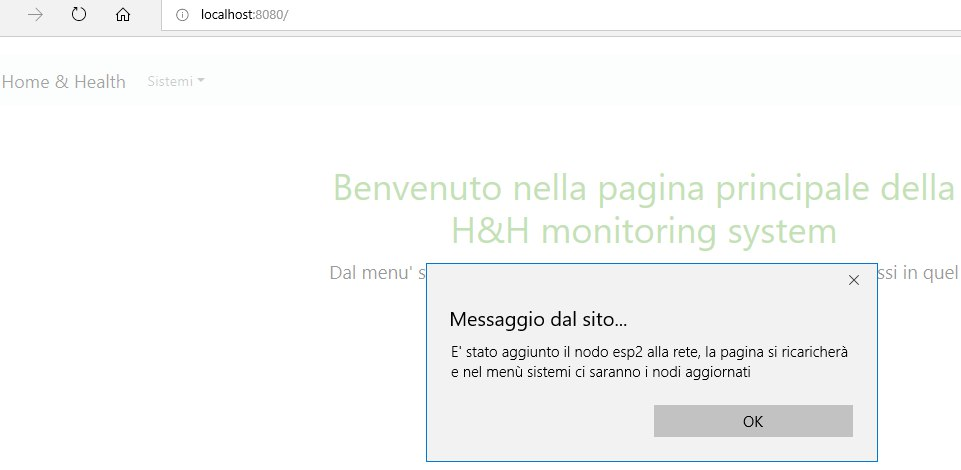 localhost:8080/
Home & Health Sistemi
Benvenuto nella pagina principale della
H&H monitoring system
Dal menu' s ssi in quel
Messaggio dal sito...
E' stato aggiunto il nodo esp2 alla rete, la pagina si ricaricherà
e nel menù sistemi ci saranno i nodi aggiornati
OK